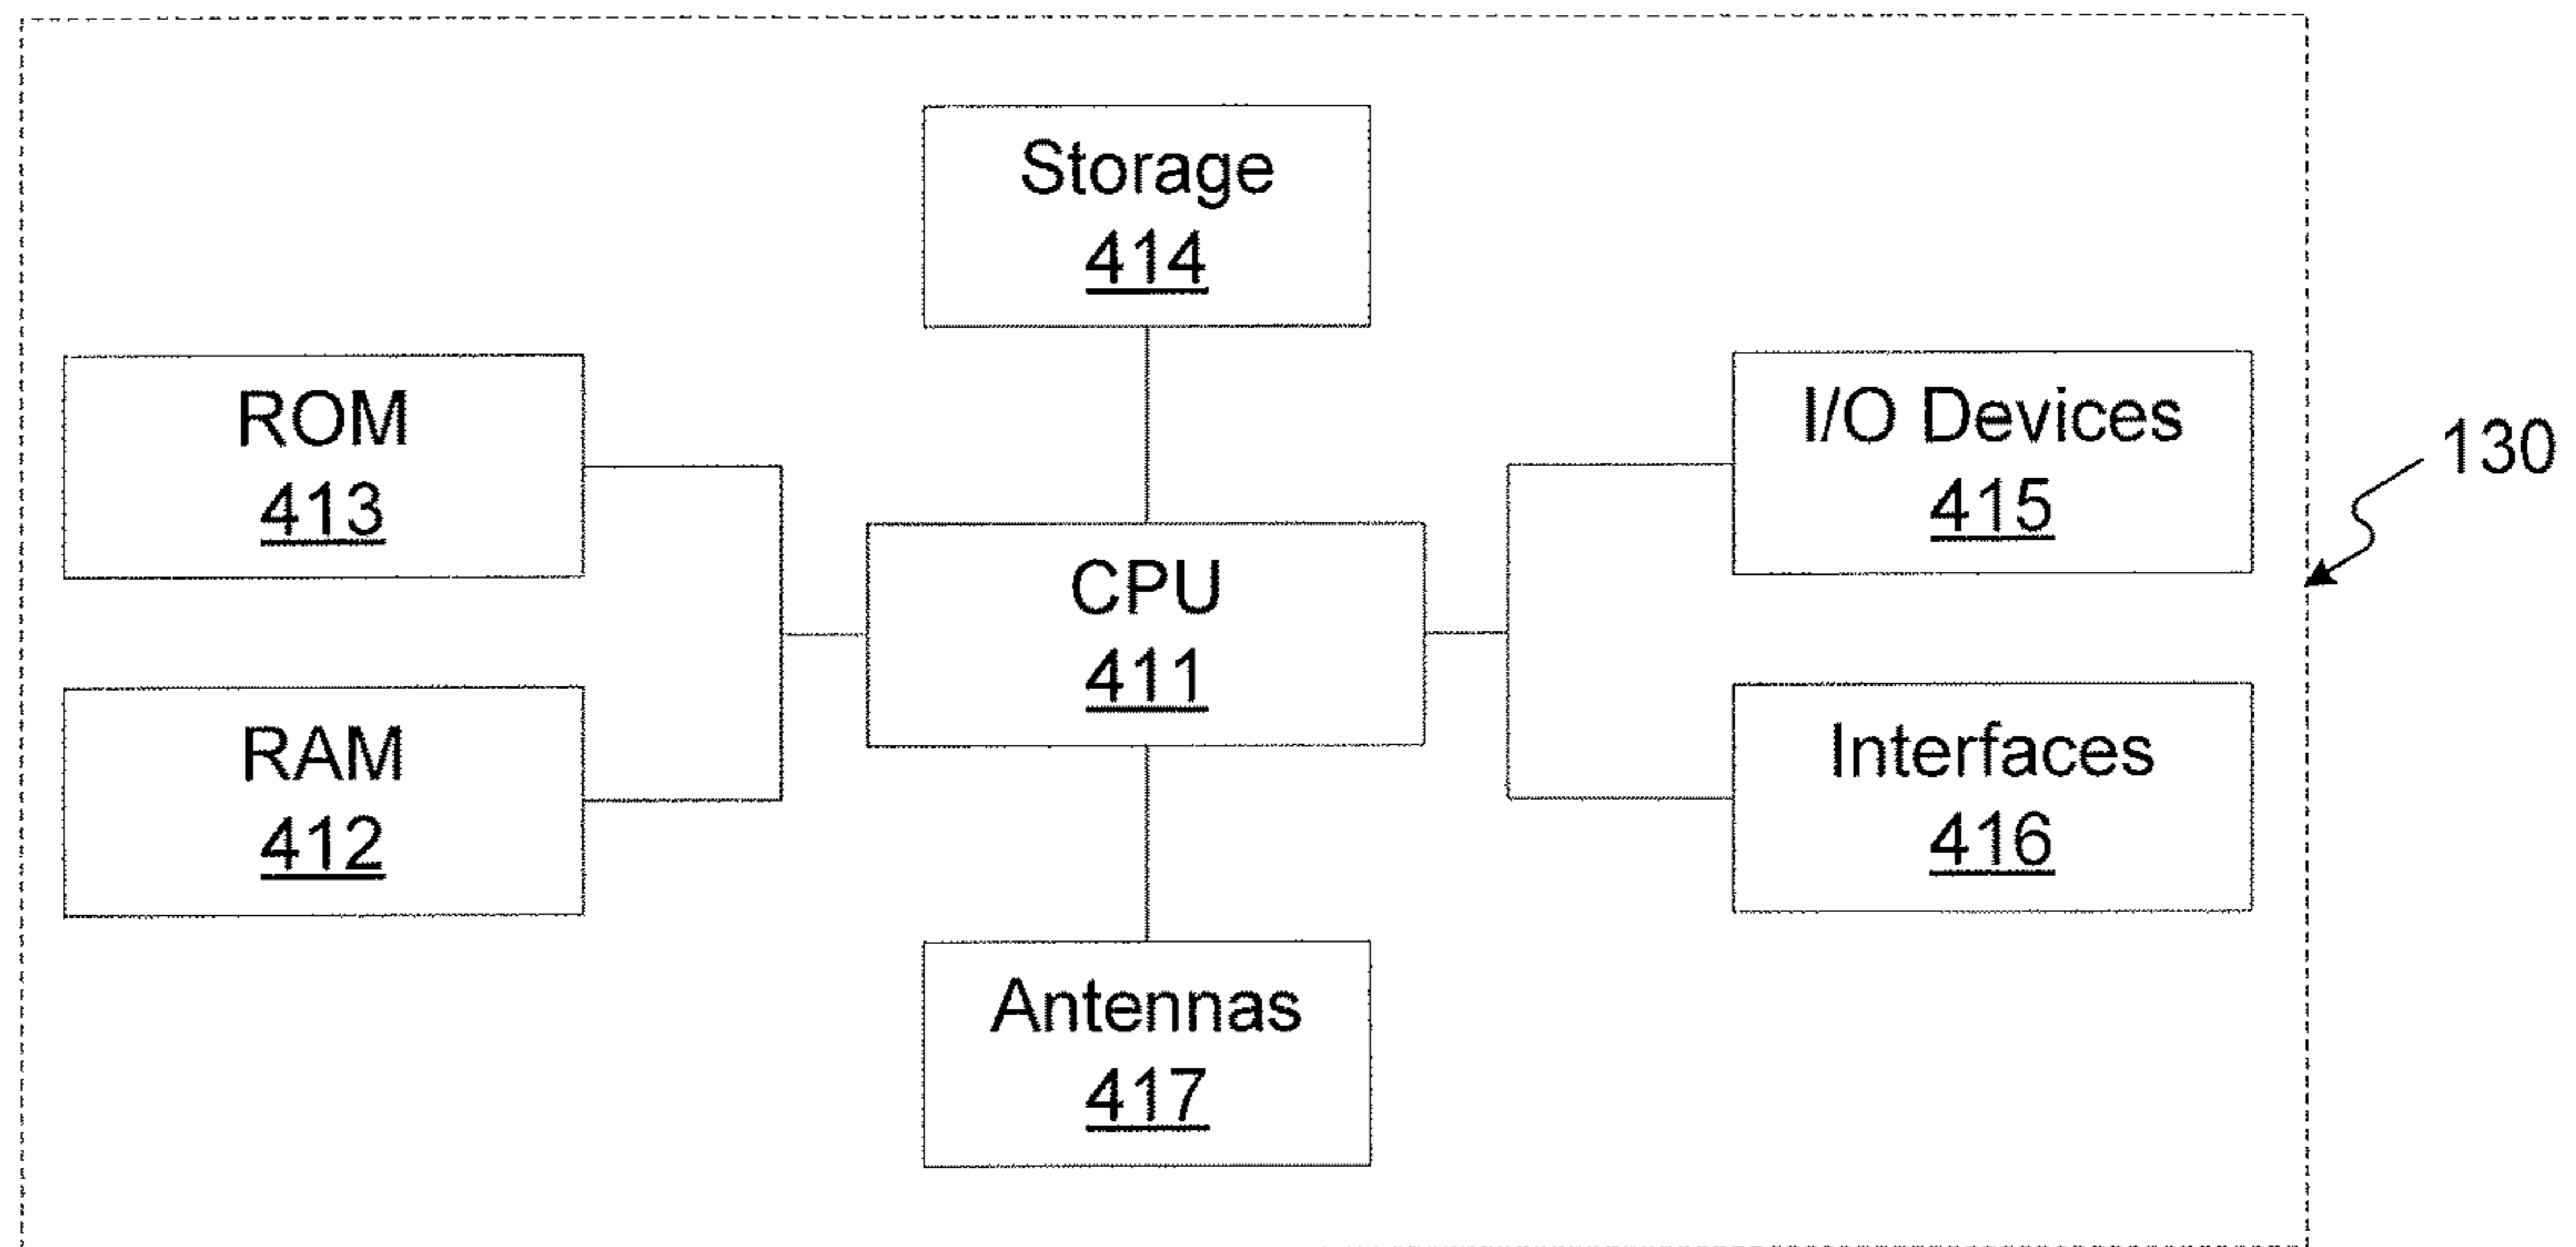 Storage
414
ROM
413
I/O Devices
415
130
CPU
411
RAM
412
Interfaces
416
Antennas
417